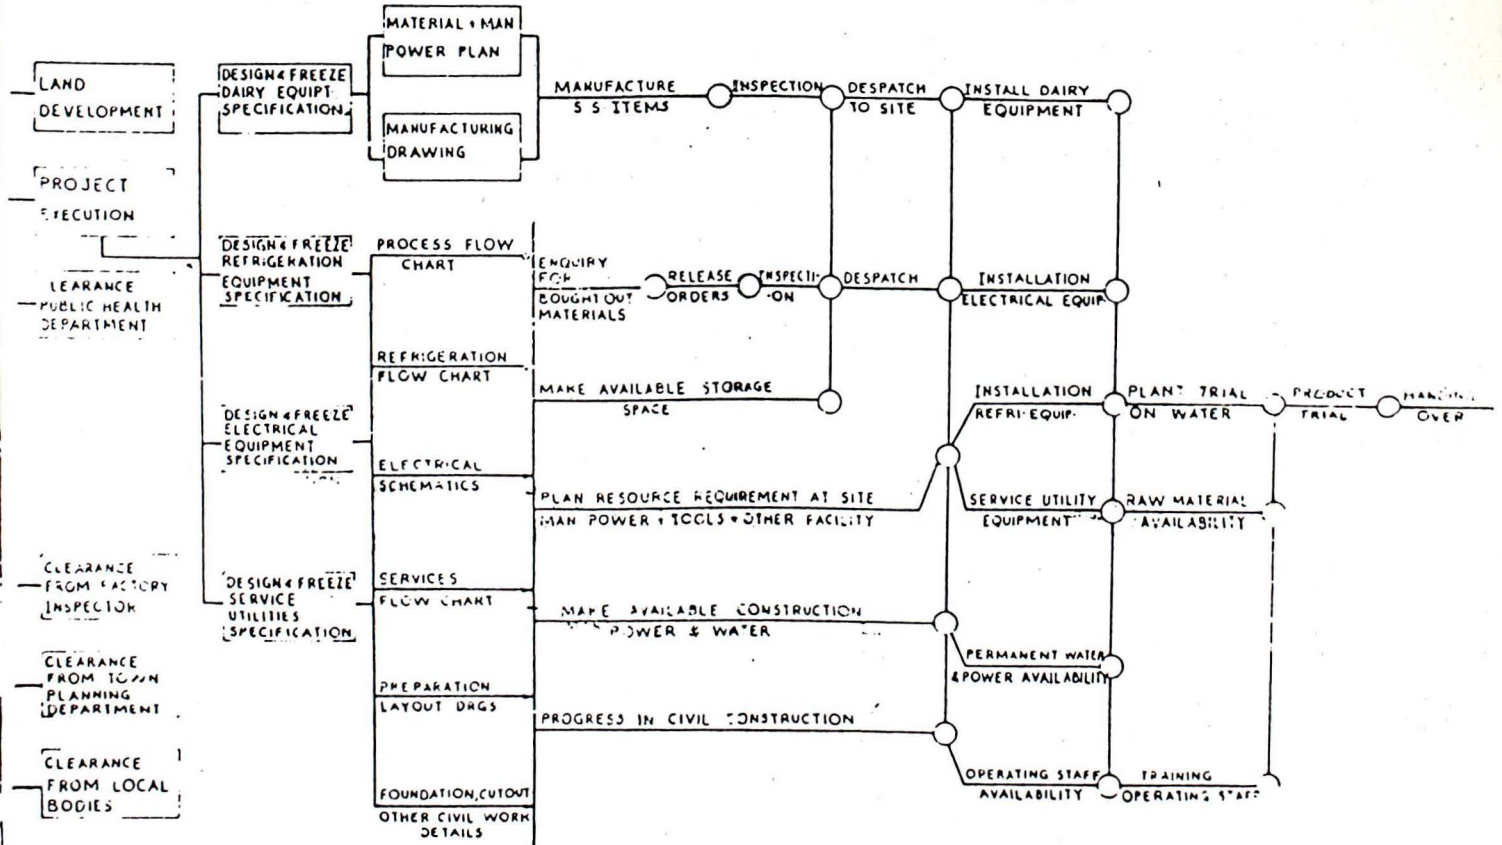 LAND
DEVELOPMENT
PROJECT
EXECUTION
LEARANCE
PUBLIC HEALTH
DEPARTMENT
CLEARANCE
FROM FACTORY
INSPECTOR
CLEARANCE
FROM TOWN
PLANNING
DEPARTMENT
CLEARANCE
FROM LOCAL
BODIES
DESIGN & FREEZE
DAIRY EQUIPT.
SPECIFICATION
DESIGN & FREEZE
REFRIGERATION
EQUIPMENT
SPECIFICATION
DESIGN & FREEZE
ELECTRICAL
EQUIPMENT
SPECIFICATION
DESIGN & FREEZE
SERVICE
UTILITIES
SPECIFICATION
MATERIAL + MAN
POWER PLAN
MANUFACTURING
DRAWING
PROCESS FLOW
CHART
REFRIGERATION
FLOW CHART
ELECTRICAL
SCHEMATICS
SERVICES
FLOW CHART
PREPARATION
LAYOUT DRGS
FOUNDATION, CUTOUT
OTHER CIVIL WORK
DETAILS
MANUFACTURE
S S ITEMS
INSPECTION
DESPATCH
TO SITE
INSTALL DAIRY
EQUIPMENT
ENQUIRY
FOR
BOUGHT OUT
MATERIALS
RELEASE
ORDERS
INSPECTI-
-ON
DESPATCH
INSTALLATION
ELECTRICAL EQUIP.
MAKE AVAILABLE STORAGE
SPACE
INSTALLATION
REFRI. EQUIP.
PLANT TRIAL
ON WATER
PRODUCT
TRIAL
HANDING
OVER
PLAN RESOURCE REQUIREMENT AT SITE
MAN POWER + TOOLS + OTHER FACILITY
SERVICE UTILITY
EQUIPMENT
RAW MATERIAL
AVAILABILITY
MAKE AVAILABLE CONSTRUCTION
POWER & WATER
PERMANENT WATER
& POWER AVAILABILITY
PROGRESS IN CIVIL CONSTRUCTION
OPERATING STAFF
AVAILABILITY
TRAINING
OPERATING STAFF